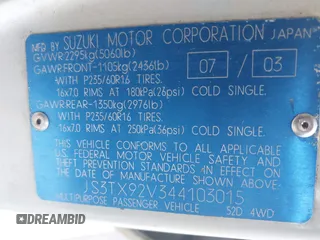 MFD. BY SUZUKI MOTOR CORPORATION JAPAN
GVWR:2295kg(5060lb)
GAWR:FRONT-1105kg(2436lb) 07 / 03
WITH P235/60R16 TIRES.
16x7.0 RIMS AT 180kPa(26psi) COLD SINGLE.
GAWR:REAR-1350kg(2976lb)
WITH P235/60R16 TIRES.
16x7.0 RIMS AT 250kPa(36psi) COLD SINGLE.
THIS VEHICLE CONFORMS TO ALL APPLICABLE
U.S. FEDERAL MOTOR VEHICLE SAFETY AND
THEFT PREVENTION STANDARDS IN EFFECT ON
THE DATE OF MANUFACTURE SHOWN ABOVE.
JS3TX92V344103015
MULTIPURPOSE PASSENGER VEHICLE 52D 4WD
DREAMBID